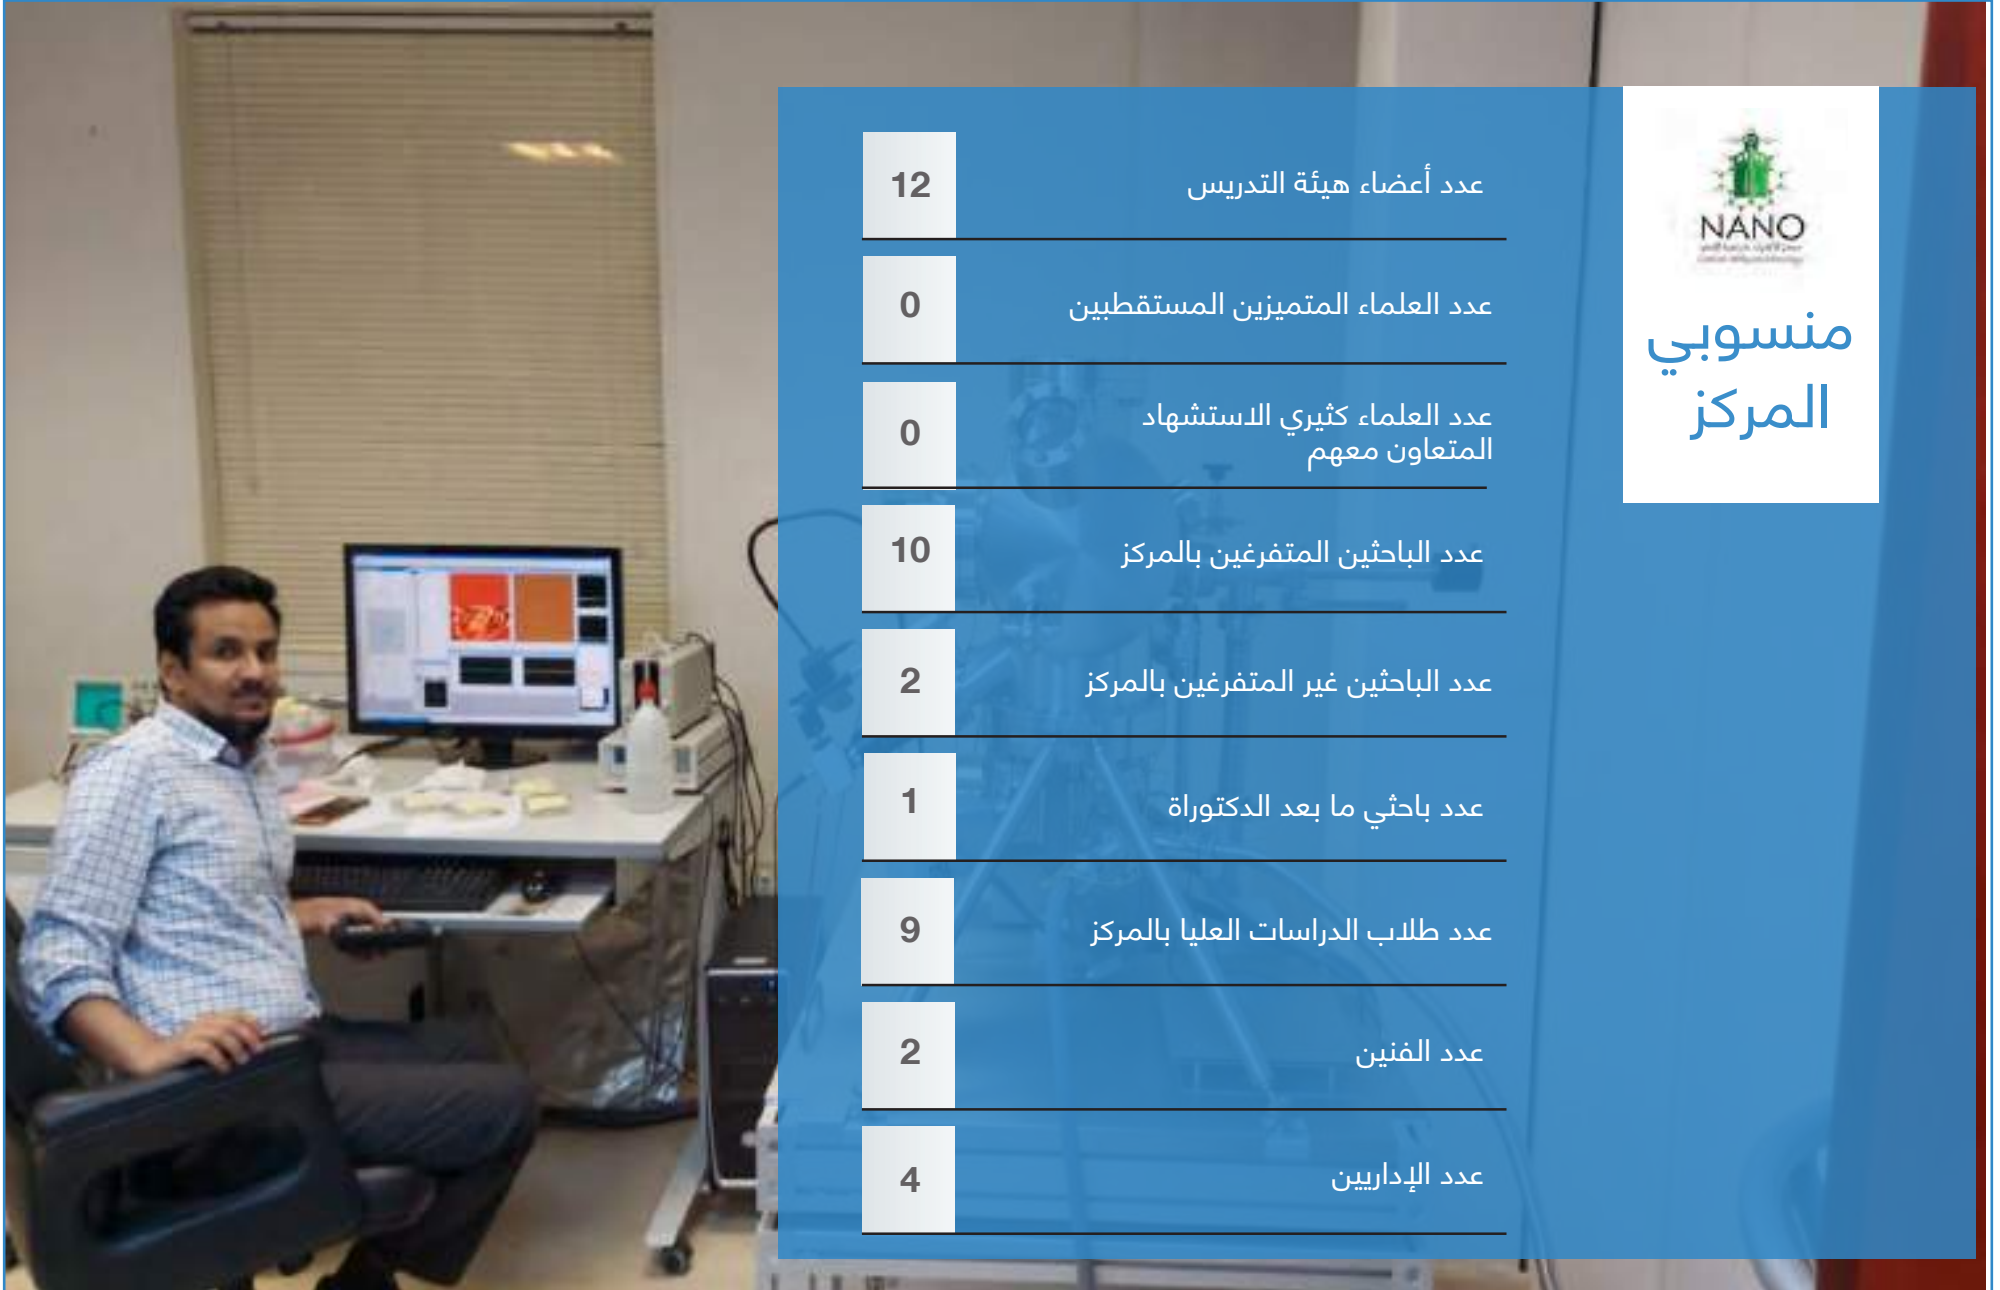 NANO
منسوبي
المركز
عدد أعضاء هيئة التدريس
12
عدد العلماء المتميزين المستقطبين
0
عدد العلماء كثيري الاستشهاد
المتعاون معهم
0
عدد الباحثين المتفرغين بالمركز
10
عدد الباحثين غير المتفرغين بالمركز
2
عدد باحثي ما بعد الدكتوراة
1
عدد طلاب الدراسات العليا بالمركز
9
عدد الفنين
2
عدد الإداريين
4